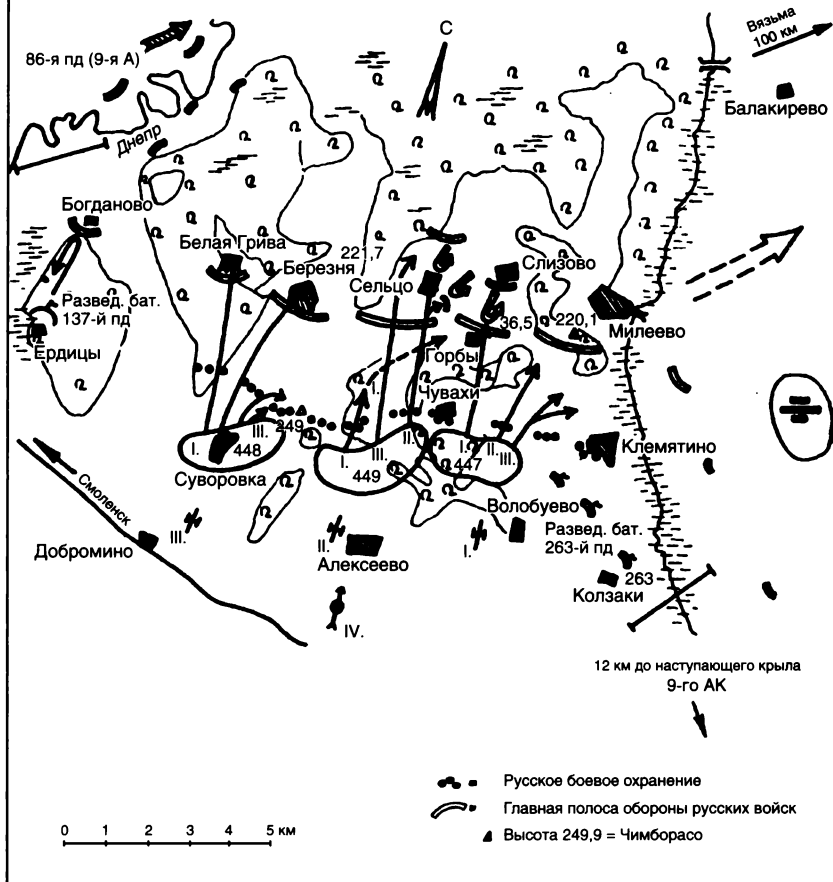 Вязьма
100 км
С
86-я пд (9-я А)
Балакирево
Днепр
Богданово
Белая Грива
221,7
Слизово
Березня
Сельцо
Развед. бат.
137-й пд
36,5
220,1
Милеево
Ердицы
Горбы
I.
Чувахи
III.
249
II.
I.
448
I.
III.
I.
II.
III.
Клемятино
449
447
Суворовка
Смоленск
Волобуево
III.
II.
I.
Развед. бат.
263-й пд
Добромино
Алексеево
263
Колзаки
IV.
12 км до наступающего крыла
9-го АК
Русское боевое охранение
Главная полоса обороны русских войск
Высота 249,9 = Чимборасо
0 1 2 3 4 5 км